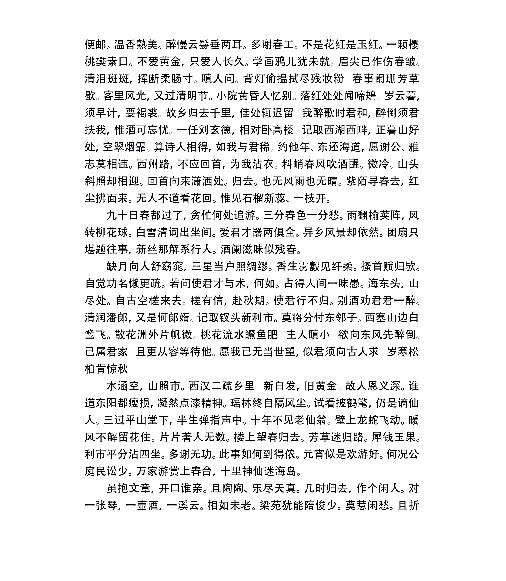 便邮。温香熟美。醉慢云鬟垂两耳。多谢春工。不是花红是玉红。一颗樱
桃樊素口。不爱黄金，只爱人长久。学画鸦儿犹未就。眉尖已作伤春皱。
清泪斑斑，挥断柔肠寸。嗔人问。背灯偷揾拭尽残妆粉 春事阑珊芳草
歇。客里风光，又过清明节。小院黄昏人忆别。落红处处闻啼鴂 岁云暮，
须早计，要褐裘。故乡归去千里，佳处辄迟留 我醉歌时君和，醉倒须君
扶我，惟酒可忘忧。一任刘玄德，相对卧高楼 记取西湖西畔，正暮山好
处，空翠烟霏。算诗人相得，如我与君稀。约他年、东还海道，愿谢公、雅
志莫相违。西州路，不应回首，为我沾衣。料峭春风吹酒醒。微冷。山头
斜照却相迎。回首向来潇洒处。归去。也无风雨也无晴。紫陌寻春去，红
尘拂面来。无人不道看花回。惟见石榴新蕊、一枝开。
九十日春都过了，贪忙何处追游。三分春色一分愁。雨翻榆荚阵，风
转柳花球。白雪清词出坐间。爱君才器两俱全。异乡风景却依然。团扇只
堪题往事，新丝那解系行人。酒阑滋味似残春。
缺月向人舒窈窕，三星当户照绸缪。香生雾縠见纤柔。搔首赋归欤。
自觉功名懒更疏。若问使君才与术，何如。占得人间一味愚。海东头，山
尽处。自古空槎来去。槎有信，赴秋期。使君行不归。别酒劝君君一醉。
清润潘郎，又是何郎婿。记取钗头新利市。莫将分付东邻子。西塞山边白
鹭飞。散花洲外片帆微。桃花流水鳜鱼肥 主人瞋小 欲向东风先醉倒。
已属君家 且更从容等待他。愿我已无当世望，似君须向古人求 岁寒松
柏肯惊秋
水涵空，山照市。西汉二疏乡里 新白发，旧黄金。故人恩义深。谁
道东阳都瘦损，凝然点漆精神。瑶林终自隔风尘。试看披鹤氅，仍是谪仙
人。三过平山堂下，半生弹指声中。十年不见老仙翁。壁上龙蛇飞动。暖
风不解留花住。片片著人无数。楼上望春归去。芳草迷归路。犀钱玉果。
利市平分沾四坐。多谢无功。此事如何到得侬。元宵似是欢游好。何况公
庭民讼少。万家游赏上春台，十里神仙迷海岛。
虽抱文章，开口谁亲。且陶陶、乐尽天真。几时归去，作个闲人。对
一张琴，一壶酒，一溪云。相如未老。梁苑犹能陪俊少。莫惹闲愁。且折